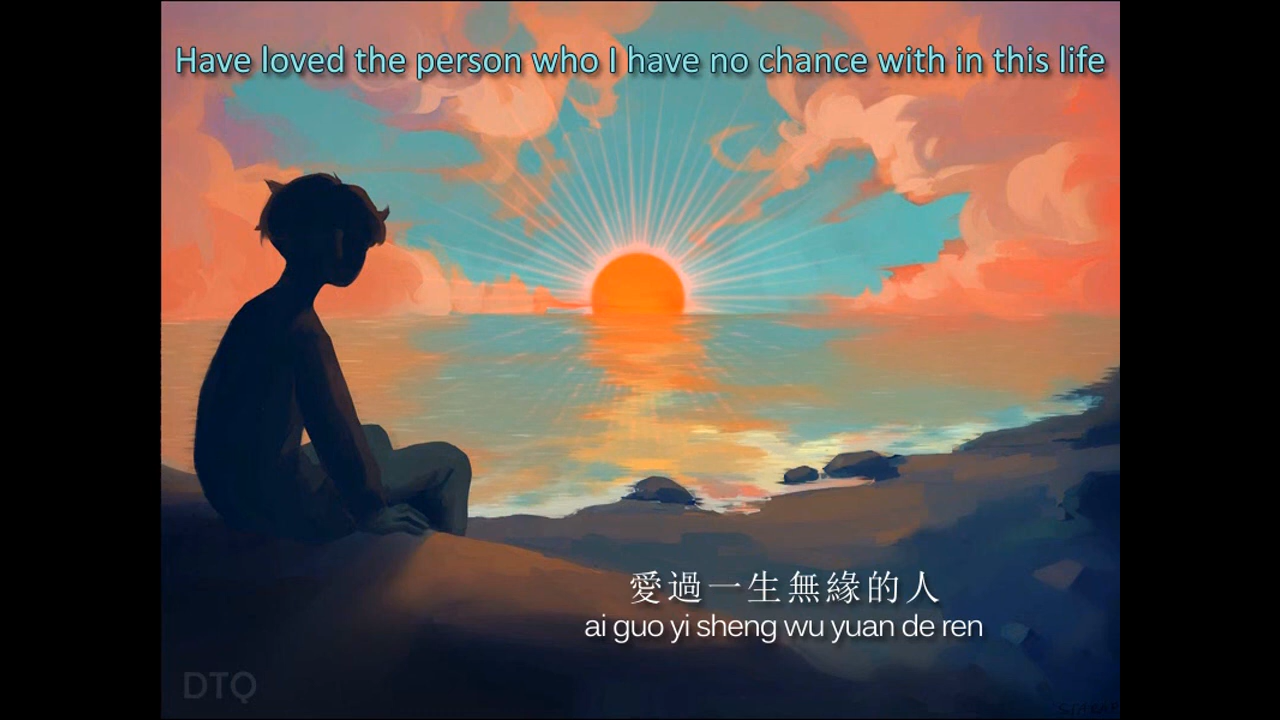 Have loved the person who I have no chance with in this life
愛過一生無緣的人
ai guo yi sheng wu yuan de ren
DTQ